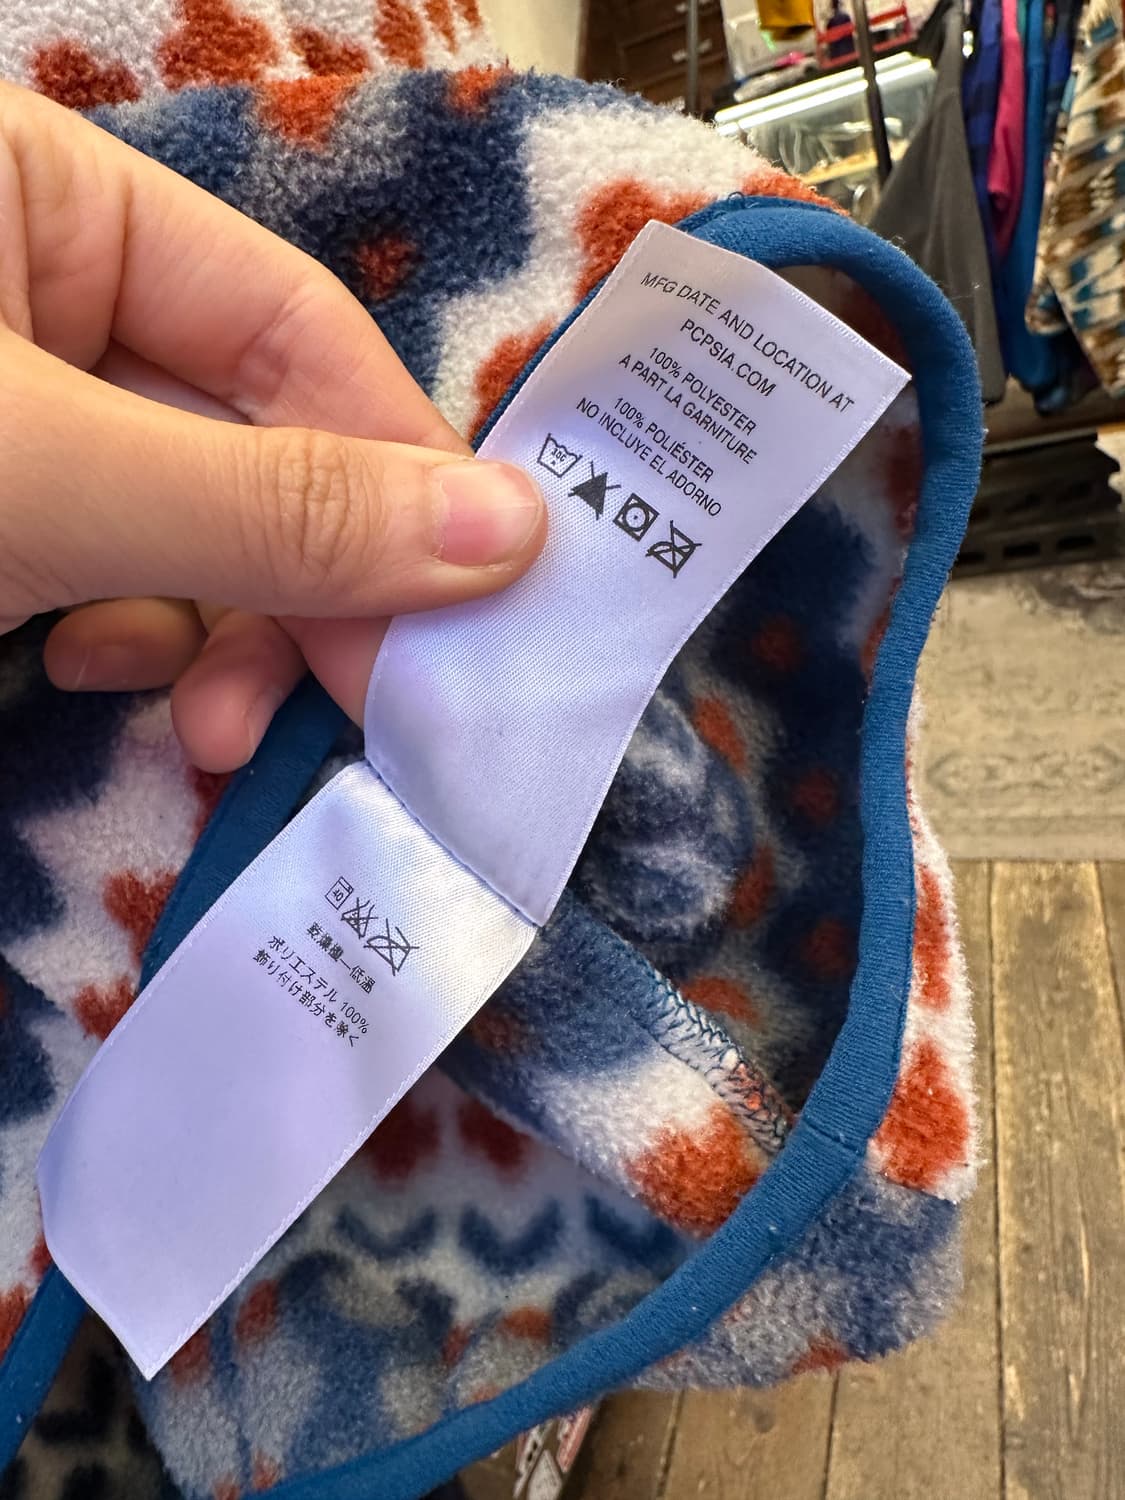 MFG DATE AND LOCATION AT
PCPSIA.COM
100% POLYESTER
A PART LA GARNITURE
100% POLIÉSTER
NO INCLUYE EL ADORNO
30C
40
乾燥機—低温
ポリエステル 100%
飾り付け部分を除く